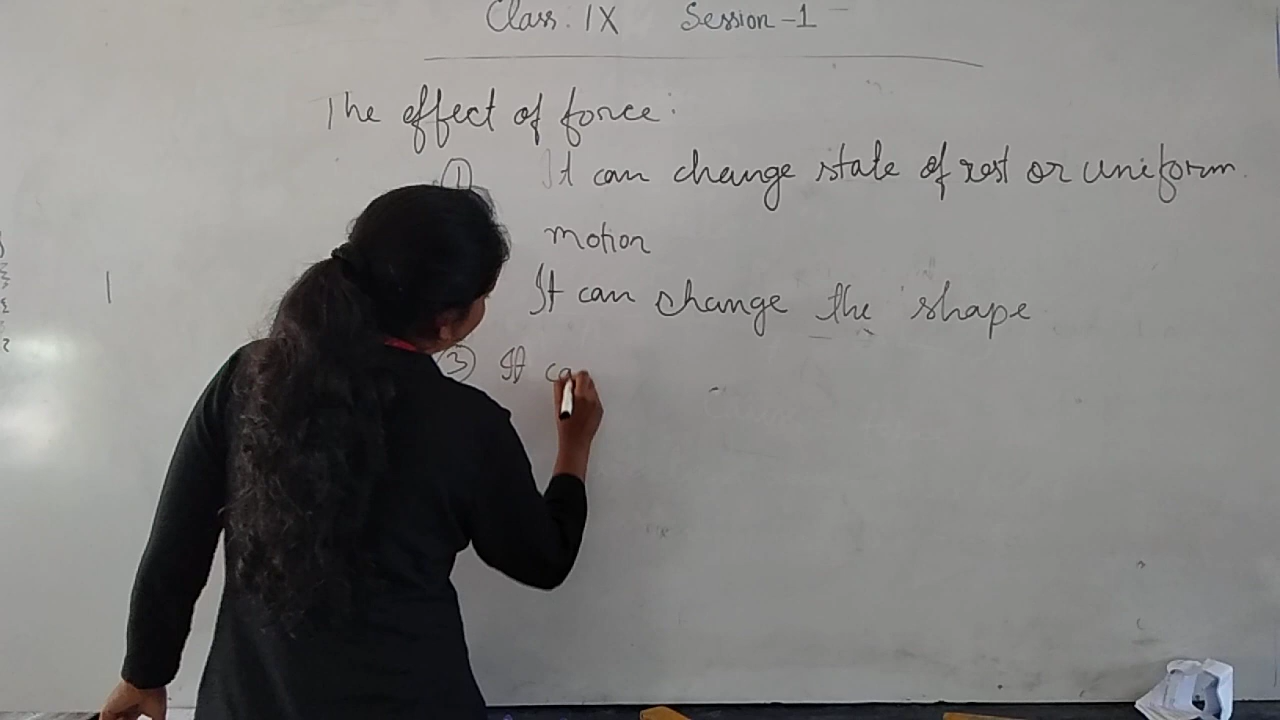 Class. IX Session-1
The effect of force:
① It can change state of rest or uniform
motion
It can change the shape
③ It ca